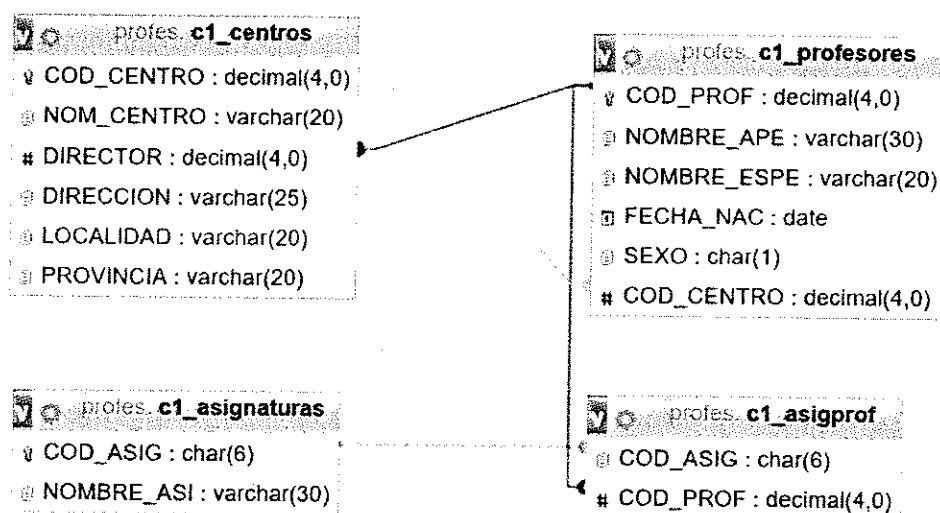 profes. c1_centros
COD_CENTRO : decimal(4,0)
NOM_CENTRO : varchar(20)
# DIRECTOR : decimal(4,0)
DIRECCION : varchar(25)
LOCALIDAD : varchar(20)
PROVINCIA : varchar(20)
profes. c1_profesores
COD_PROF : decimal(4,0)
NOMBRE_APE : varchar(30)
NOMBRE_ESPE : varchar(20)
FECHA_NAC : date
SEXO : char(1)
# COD_CENTRO : decimal(4,0)
profes. c1_asignaturas
COD_ASIG : char(6)
NOMBRE_ASI : varchar(30)
profes. c1_asigprof
COD_ASIG : char(6)
# COD_PROF : decimal(4,0)